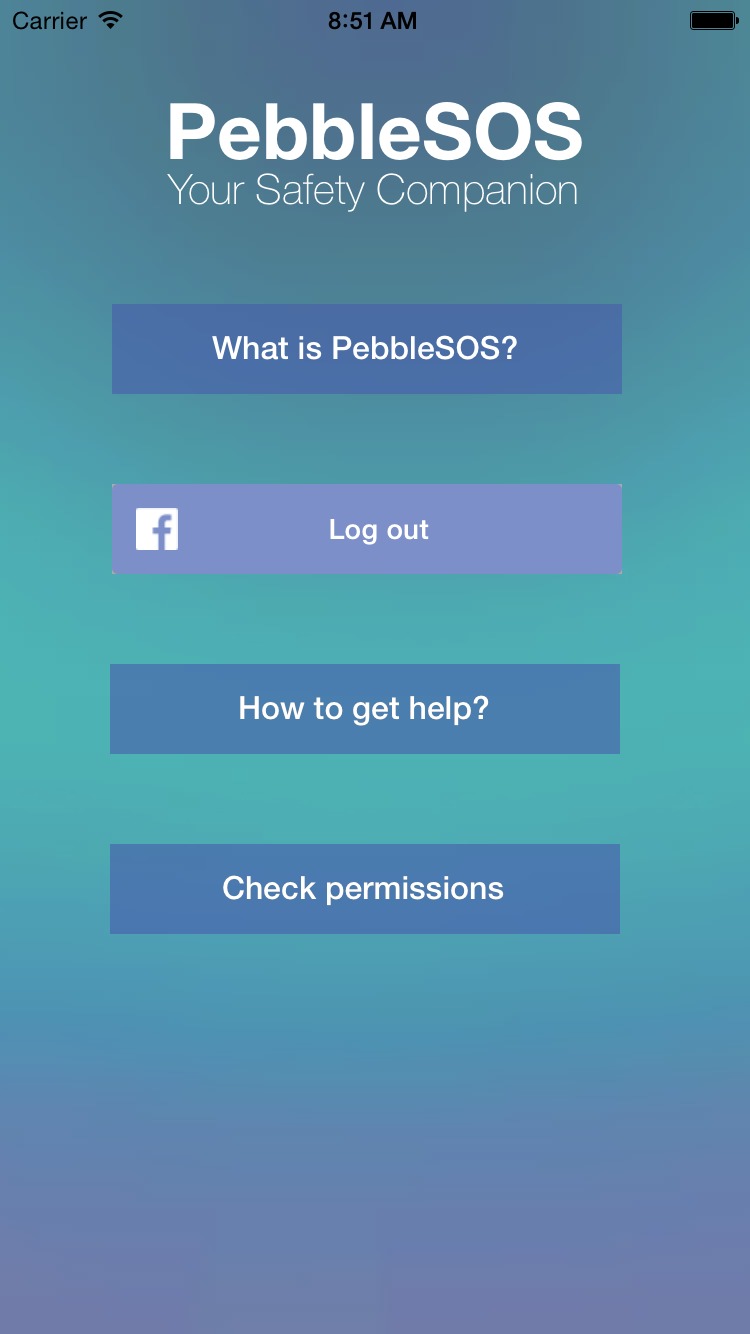 Carrier 8:51 AM
PebbleSOS
Your Safety Companion
What is PebbleSOS?
Log out
How to get help?
Check permissions